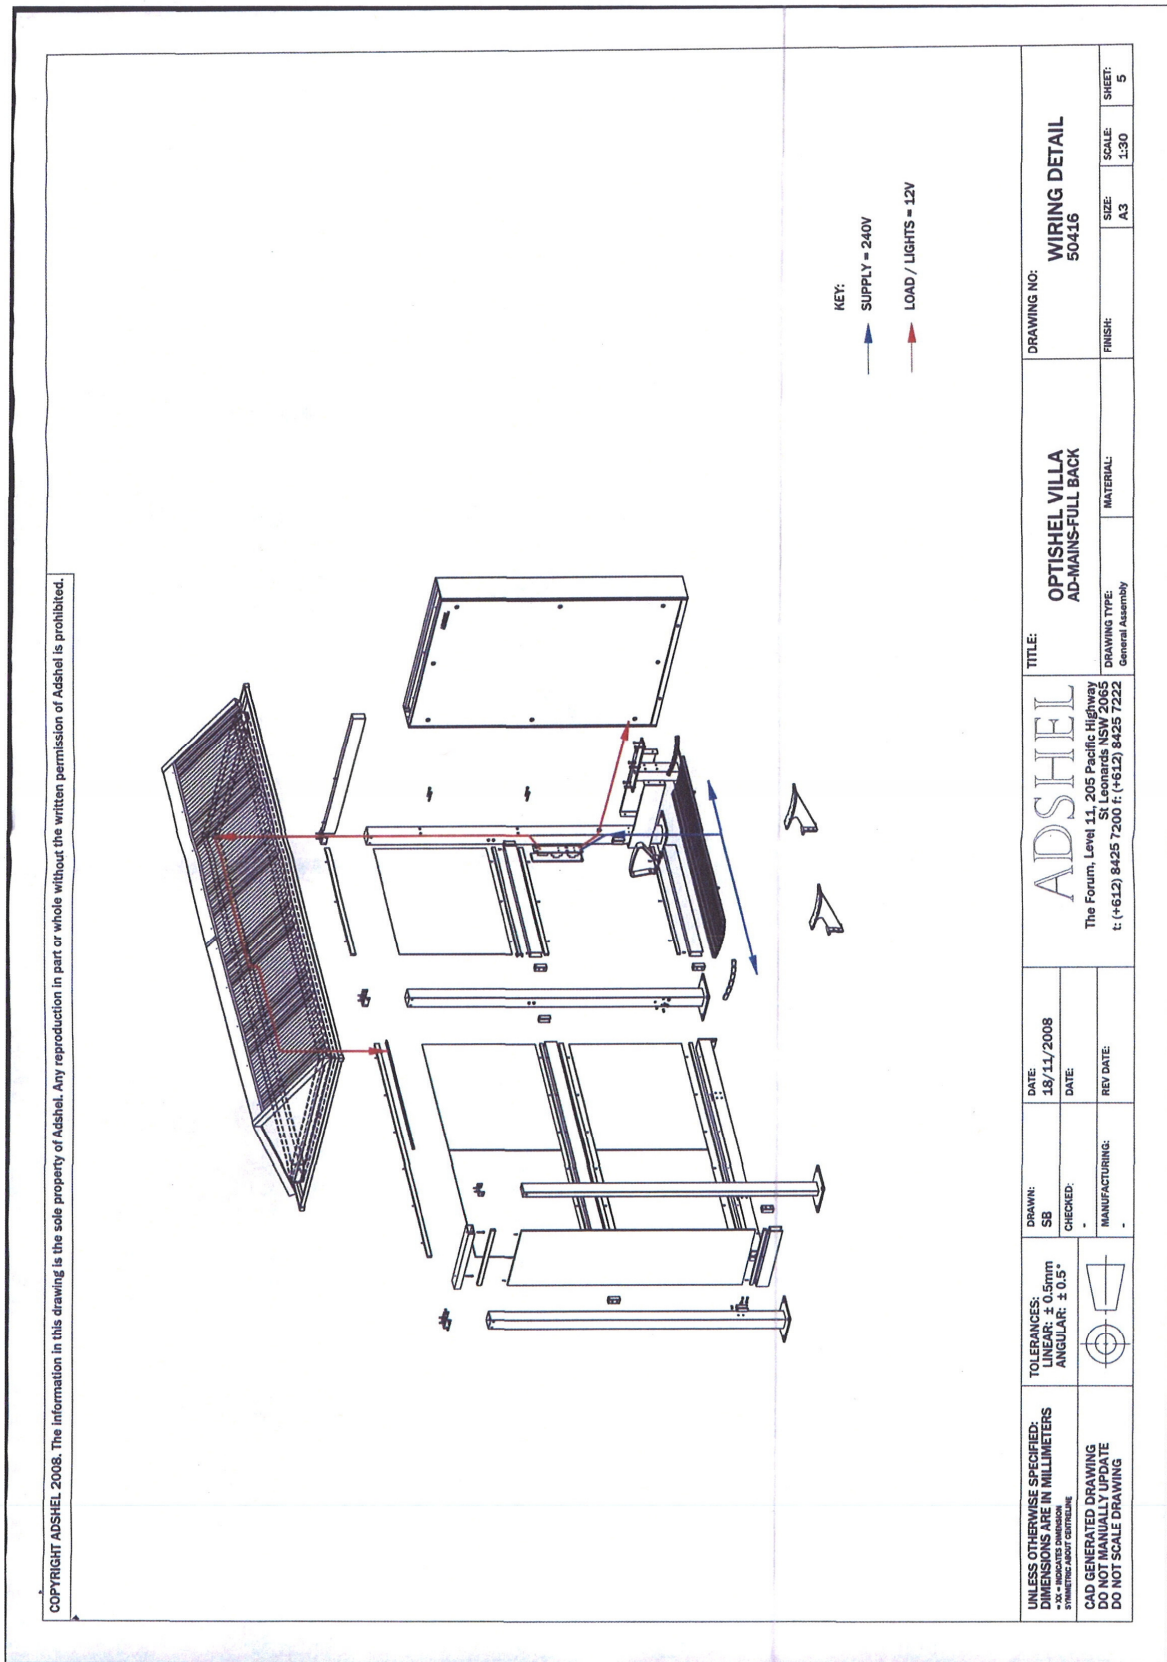 COPYRIGHT ADSHEL 2008. The information in this drawing is the sole property of Adshel. Any reproduction in part or whole without the written permission of Adshel is prohibited.
KEY:
SUPPLY = 240V
LOAD / LIGHTS = 12V
UNLESS OTHERWISE SPECIFIED:
DIMENSIONS ARE IN MILLIMETERS
SYMMETRIC ABOUT CENTRELINE
CAD GENERATED DRAWING
DO NOT MANUALLY UPDATE
DO NOT SCALE DRAWING
TOLERANCES:
LINEAR: ± 0.5mm
ANGULAR: ± 0.5°
DRAWN:
SB
CHECKED:
-
MANUFACTURING:
-
DATE:
18/11/2008
DATE:
REV DATE:
ADSHEL
The Forum, Level 11, 205 Pacific Highway
St Leonards NSW 2065
t: (+612) 8425 7200 f: (+612) 8425 7222
TITLE:
OPTISHEL VILLA
AD-MAINS-FULL BACK
DRAWING TYPE:
General Assembly
MATERIAL:
DRAWING NO:
WIRING DETAIL
50416
FINISH:
SIZE:
A3
SCALE:
1:30
SHEET:
5